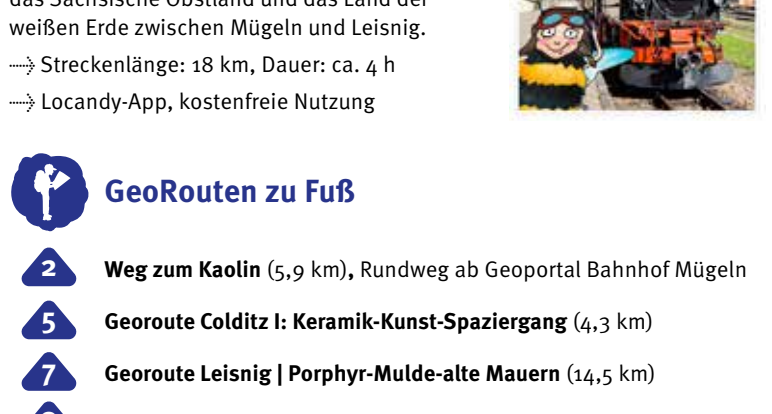 das Sächsische Obstland und das Land der
weißen Erde zwischen Mügeln und Leisnig.
Streckenlänge: 18 km, Dauer: ca. 4 h
Locandy-App, kostenfreie Nutzung
GeoRouten zu Fuß
2 Weg zum Kaolin (5,9 km), Rundweg ab Geoportal Bahnhof Mügeln
5 Georoute Colditz I: Keramik-Kunst-Spaziergang (4,3 km)
7 Georoute Leisnig | Porphyr-Mulde-alte Mauern (14,5 km)